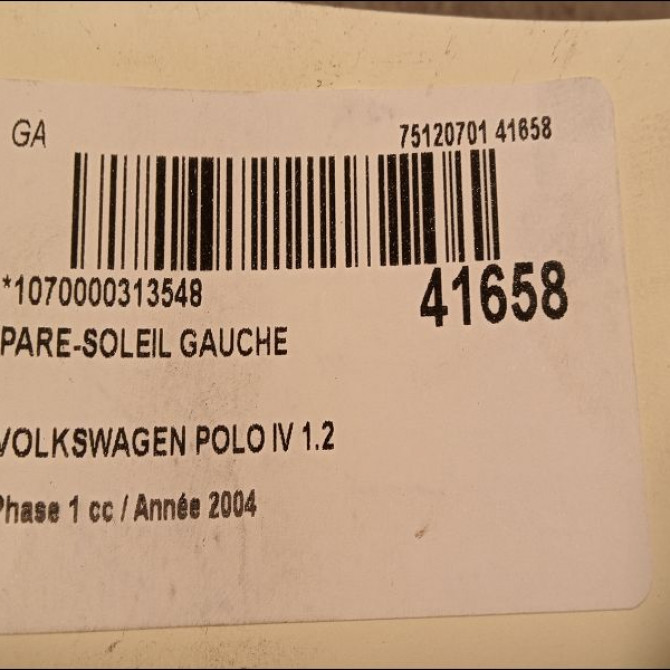 GA 75120701 41658
*1070000313548 41658
PARE-SOLEIL GAUCHE
VOLKSWAGEN POLO IV 1.2
Phase 1 cc / Année 2004